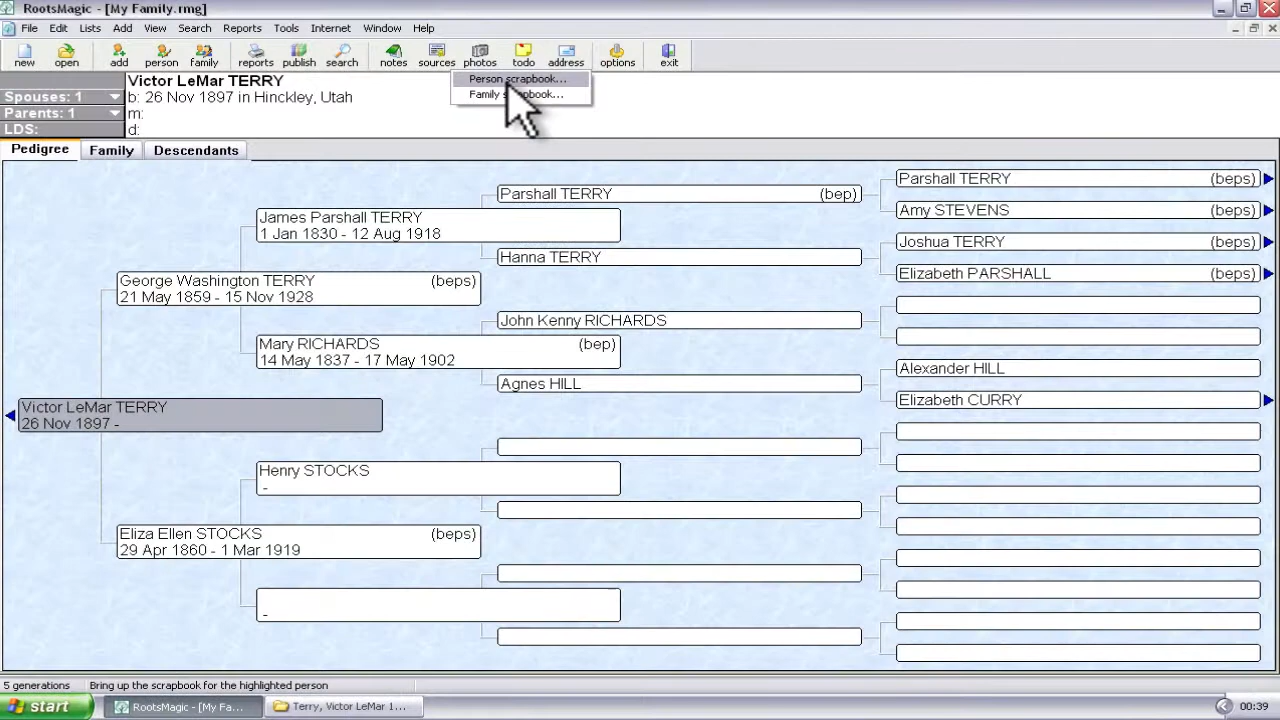 RootsMagic - [My Family.rmg]
File Edit Lists Add View Search Reports Tools Internet Window Help
new open add person family reports publish search notes sources photos todo address options exit
Person scrapbook...
Family scrapbook...
Victor LeMar TERRY
Spouses: 1 b: 26 Nov 1897 in Hinckley, Utah
Parents: 1 m:
LDS: d:
Pedigree Family Descendants
Parshall TERRY (beps)
Parshall TERRY (bep)
Amy STEVENS (beps)
James Parshall TERRY
1 Jan 1830 - 12 Aug 1918
Joshua TERRY (beps)
Hanna TERRY
Elizabeth PARSHALL (beps)
George Washington TERRY (beps)
21 May 1859 - 15 Nov 1928
John Kenny RICHARDS
Mary RICHARDS (bep)
14 May 1837 - 17 May 1902
Alexander HILL
Agnes HILL
Elizabeth CURRY
Victor LeMar TERRY
26 Nov 1897 -
Henry STOCKS
-
Eliza Ellen STOCKS (beps)
29 Apr 1860 - 1 Mar 1919
-
5 generations Bring up the scrapbook for the highlighted person
start RootsMagic - [My Fa... Terry, Victor LeMar 1... 00:39